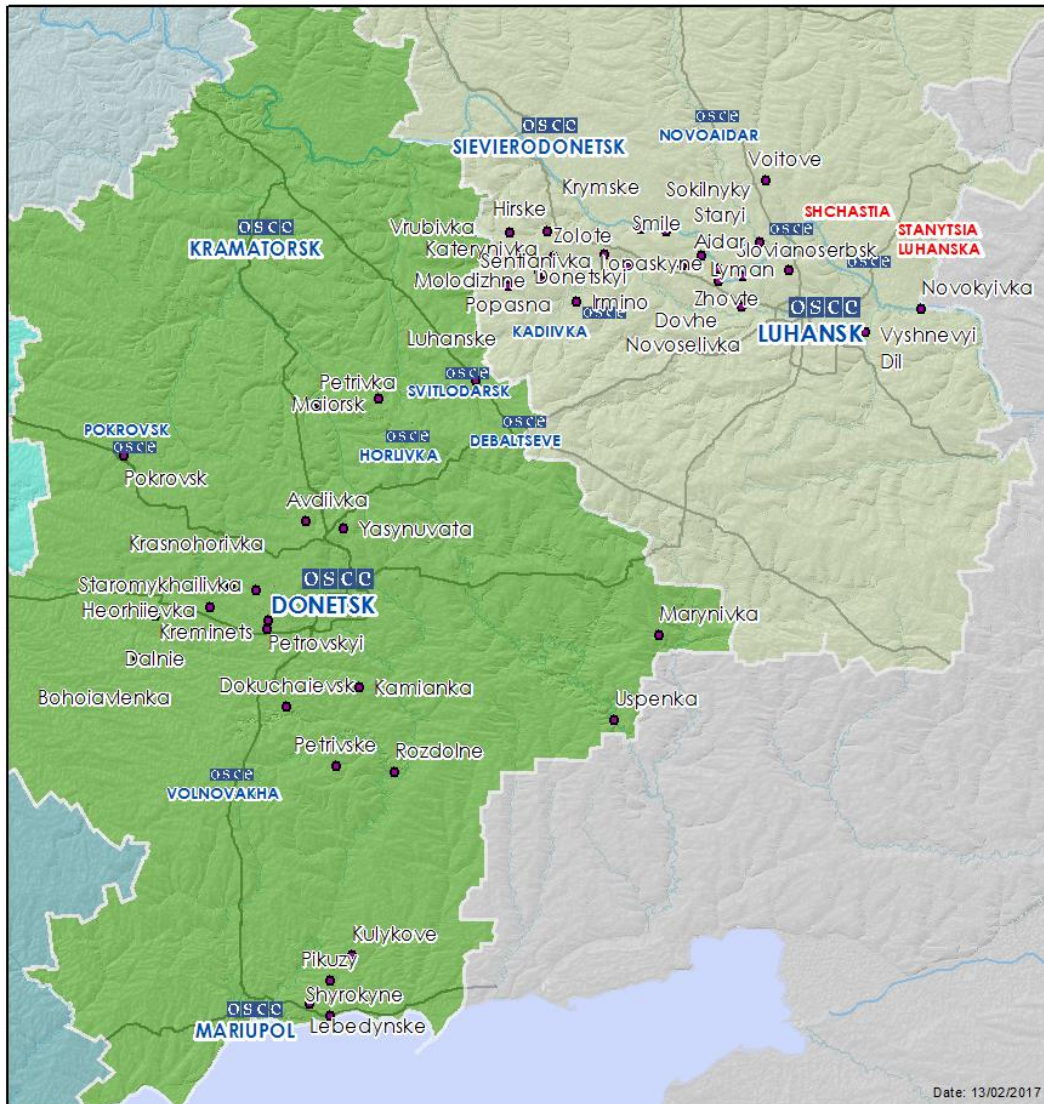 OSCE
SIEVIERODONETSK
osce
NOVOAIDAR
Voitove
Krymske
Sokilnyky
Hirske
Staryi
SHCHASTIA
Vrubivka
Zolote
Smile
osce
STANYTSIA
LUHANSKA
OSCE
KRAMATORSK
Katerynivka
Aidar
Slovianoserbsk
Sentianivka
Topaskyne
osce
Molodizhne
Donetskyi
Lyman
Popasna
Irmino
Zhovte
OSCE
Novokyivka
osce
KADIIVKA
Dovhe
LUHANSK
Vyshnevyi
Luhanske
Novoselivka
Dil
Petrivka
osce
SVITLODARSK
Maiorsk
osce
DEBALTSEVE
POKROVSK
osce
osce
HORLIVKA
Pokrovsk
Avdiivka
Yasynuvata
Krasnohorivka
Staromykhailivka
OSCE
DONETSK
Heorhiievka
Kreminets
Petrovskyi
Marynivka
Dalnie
Bohoiavlenka
Dokuchaievsk
Kamianka
Uspenka
Petrivske
Rozdolne
osce
VOLNOVAKHA
Kulykove
Pikuzy
Shyrokyne
OSCE
MARIUPOL
Lebedynske
Date: 13/02/2017